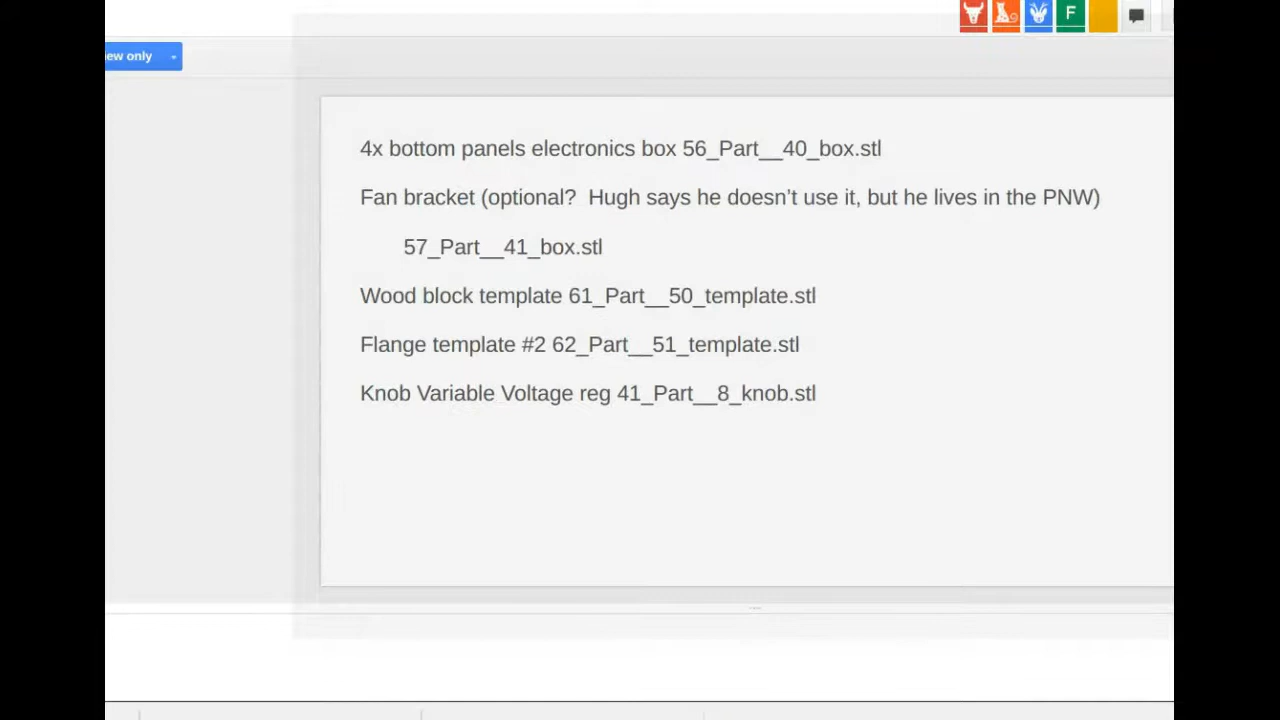 F
ew only
4x bottom panels electronics box 56_Part__40_box.stl
Fan bracket (optional?  Hugh says he doesn’t use it, but he lives in the PNW)
57_Part__41_box.stl
Wood block template 61_Part__50_template.stl
Flange template #2 62_Part__51_template.stl
Knob Variable Voltage reg 41_Part__8_knob.stl